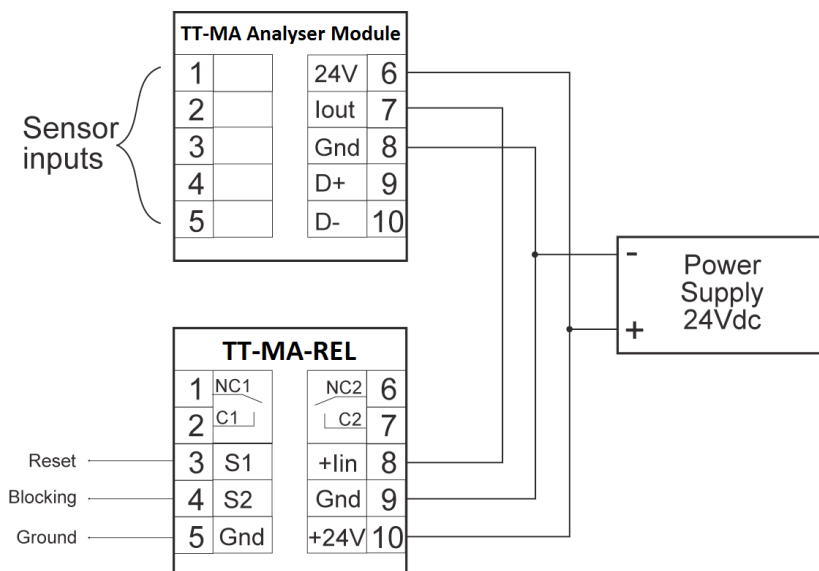 TT-MA Analyser Module
1
24V 6
2
Iout 7
3
Gnd 8
4
D+ 9
5
D- 10
Sensor
inputs
Power
Supply
24Vdc
-
+
TT-MA-REL
1 NC1
NC2 6
2 C1
C2 7
Reset
3 S1
+Iin 8
Blocking
4 S2
Gnd 9
Ground
5 Gnd
+24V 10